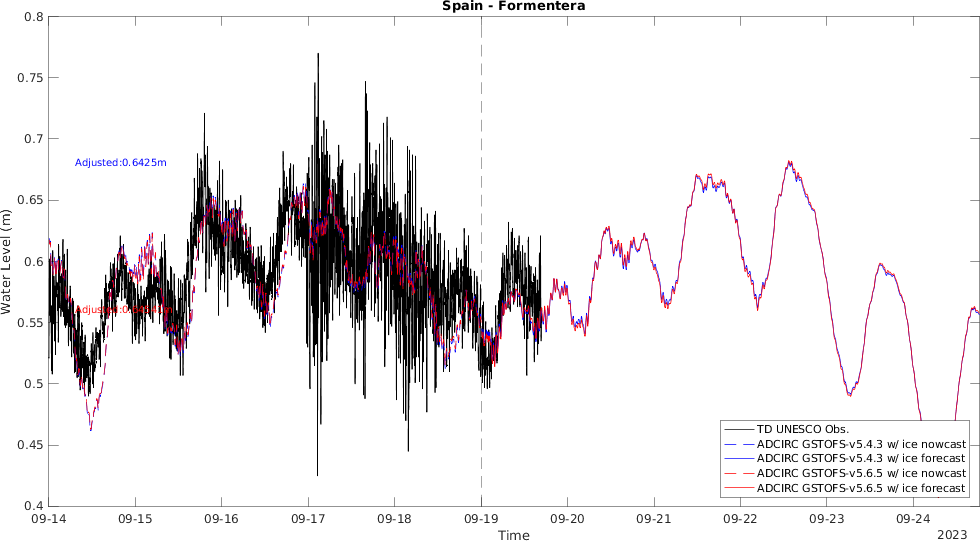 Spain - Formentera
0.8
0.75
0.7
0.65
0.6
0.55
0.5
0.45
0.4
Water Level (m)
Adjusted:0.6425m
09-14
09-15
09-16
09-17
09-18
09-19
09-20
09-21
09-22
09-23
09-24
2023
Time
TD UNESCO Obs.
ADCIRC GSTOFS-v5.4.3 w/ ice nowcast
ADCIRC GSTOFS-v5.4.3 w/ ice forecast
ADCIRC GSTOFS-v5.6.5 w/ ice nowcast
ADCIRC GSTOFS-v5.6.5 w/ ice forecast